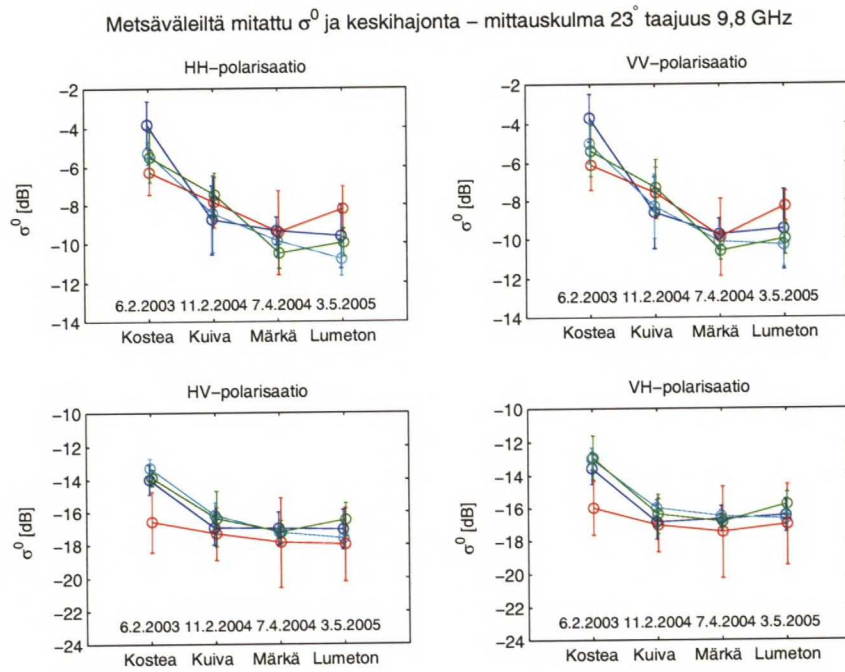 Metsäväleiltä mitattu σ⁰ ja keskihajonta – mittauskulma 23° taajuus 9,8 GHz
HH–polarisaatio
−2
−4
−6
−8
−10
−12
−14
σ⁰ [dB]
6.2.2003 11.2.2004 7.4.2004 3.5.2005
Kostea Kuiva Märkä Lumeton
VV–polarisaatio
−2
−4
−6
−8
−10
−12
−14
σ⁰ [dB]
6.2.2003 11.2.2004 7.4.2004 3.5.2005
Kostea Kuiva Märkä Lumeton
HV–polarisaatio
−10
−12
−14
−16
−18
−20
−22
−24
σ⁰ [dB]
6.2.2003 11.2.2004 7.4.2004 3.5.2005
Kostea Kuiva Märkä Lumeton
VH–polarisaatio
−10
−12
−14
−16
−18
−20
−22
−24
σ⁰ [dB]
6.2.2003 11.2.2004 7.4.2004 3.5.2005
Kostea Kuiva Märkä Lumeton